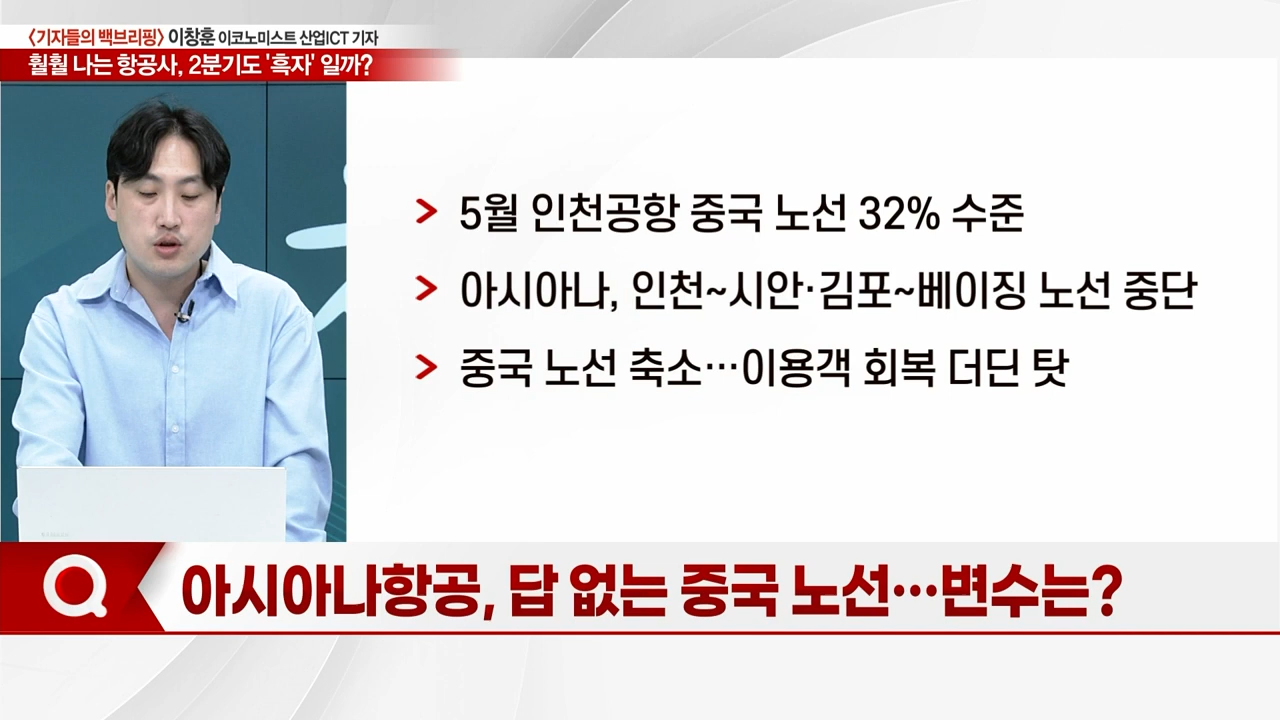 <기자들의 백브리핑> 이창훈 이코노미스트 산업ICT 기자
훨훨 나는 항공사, 2분기도 '흑자' 일까?
> 5월 인천공항 중국 노선 32% 수준
> 아시아나, 인천~시안·김포~베이징 노선 중단
> 중국 노선 축소…이용객 회복 더딘 탓
Q 아시아나항공, 답 없는 중국 노선…변수는?